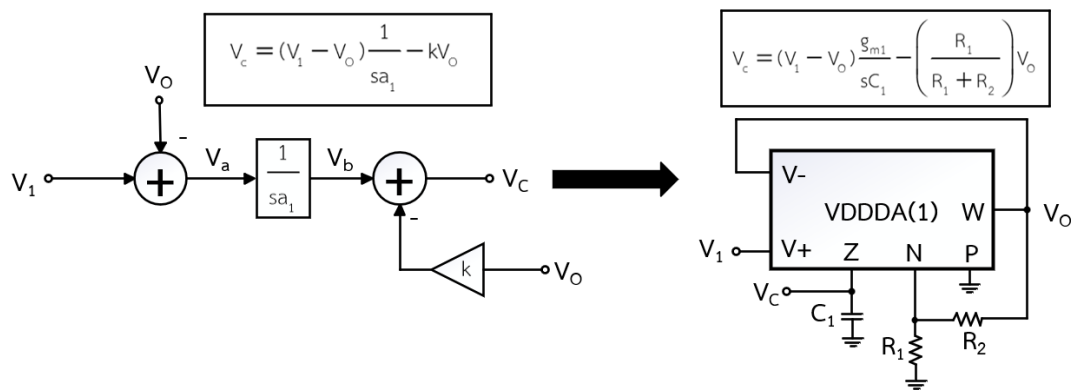 V_c = (V_1 − V_O) 1/sa_1 − kV_O
V_O
-
V_1
+
V_a
1/sa_1
V_b
+
V_C
-
k
V_O
V_c = (V_1 − V_O) g_m1/sC_1 − (R_1/(R_1 + R_2)) V_O
V-
VDDDA(1)
W
V_O
V_1
V+
Z
N
P
V_C
C_1
R_1
R_2